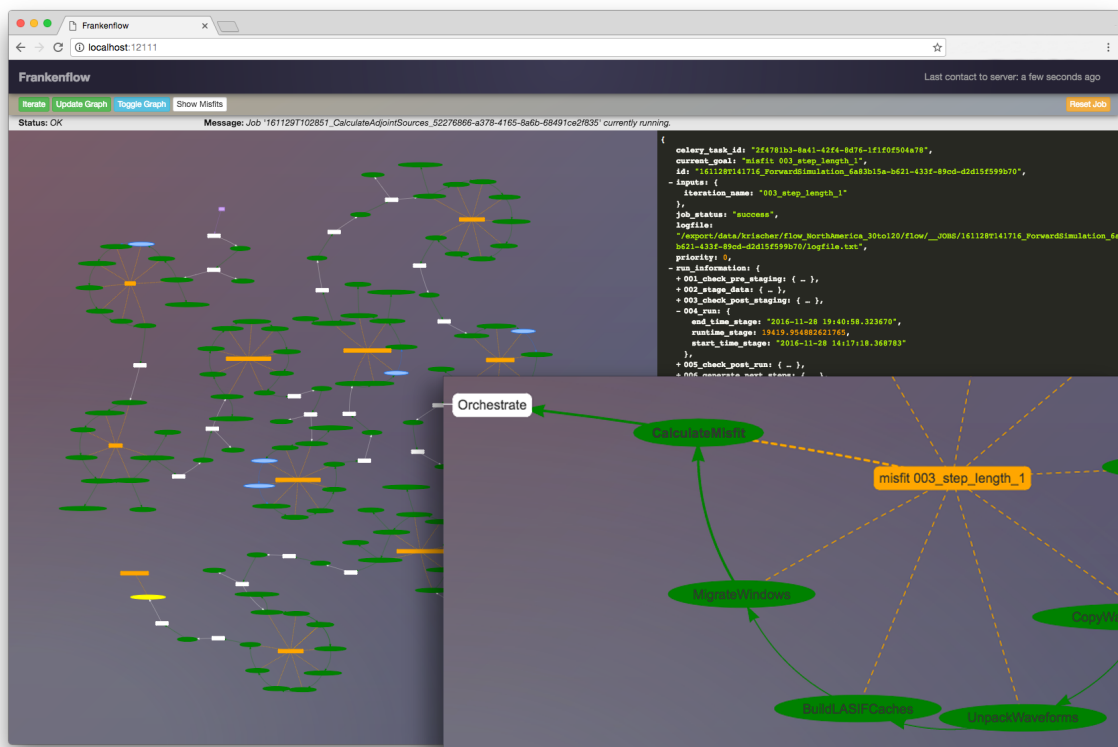 Frankenflow
localhost:12111
Frankenflow
Last contact to server: a few seconds ago
Iterate
Update Graph
Toggle Graph
Show Misfits
Reset Job
Status: OK
Message: Job '161129T102851_CalculateAdjointSources_52276866-a378-4165-8a6b-68491ce2f835' currently running.
{
celery_task_id: "2f4781b3-8a41-42f4-8d76-1f1f0f504a78",
current_goal: "misfit 003_step_length_1",
id: "161128T141716_ForwardSimulation_6a83b15a-b621-433f-89cd-d2d15f599b70",
- inputs: {
iteration_name: "003_step_length_1"
},
job_status: "success",
logfile:
"/export/data/krischer/flow_NorthAmerica_30to120/flow/__JOBS/161128T141716_ForwardSimulation_6a
b621-433f-89cd-d2d15f599b70/logfile.txt",
priority: 0,
- run_information: {
+ 001_check_pre_staging: { … },
+ 002_stage_data: { … },
+ 003_check_post_staging: { … },
- 004_run: {
end_time_stage: "2016-11-28 19:40:58.323670",
runtime_stage: 19419.954882621765,
start_time_stage: "2016-11-28 14:17:18.368783"
},
+ 005_check_post_run: { … },
+ 006_generate_next_steps: { … }
Orchestrate
CalculateMisfit
misfit 003_step_length_1
MigrateWindows
CopyWi
BuildLASIFCaches
UnpackWaveforms